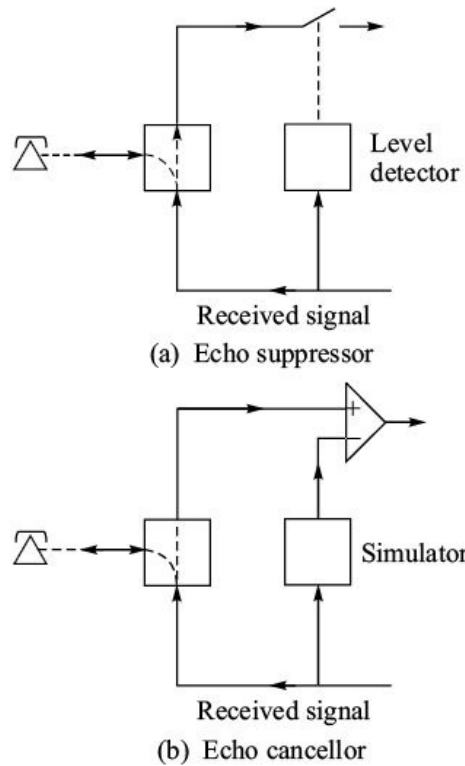 Level
detector
Received signal
(a) Echo suppressor
+
−
Simulator
Received signal
(b) Echo cancellor